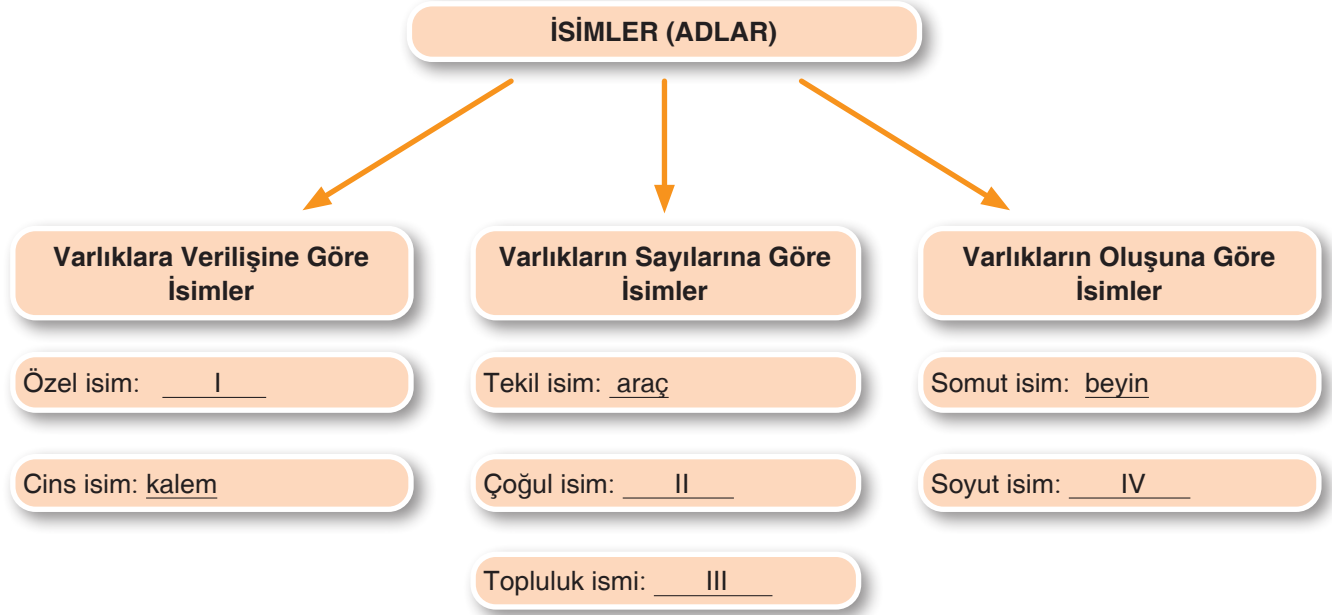 İSİMLER (ADLAR)
Varlıklara Verilişine Göre
İsimler
Özel isim: I
Cins isim: kalem
Varlıkların Sayılarına Göre
İsimler
Tekil isim: araç
Çoğul isim: II
Topluluk ismi: III
Varlıkların Oluşuna Göre
İsimler
Somut isim: beyin
Soyut isim: IV